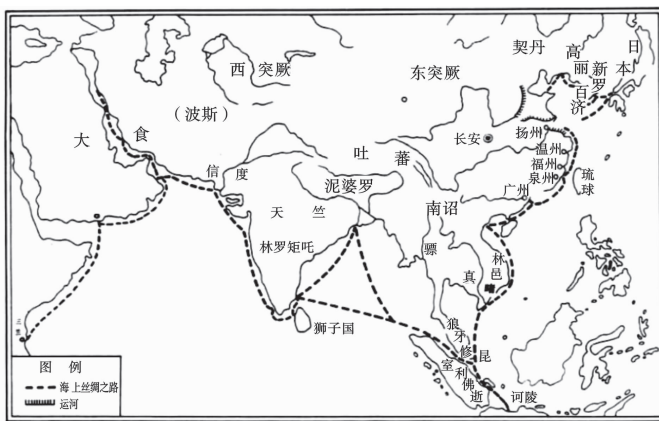 契丹
高丽
日本
新罗
百济
西突厥
东突厥
(波斯)
大食
吐蕃
长安
扬州
温州
福州
泉州
广州
琉球
信度
泥婆罗
天竺
南诏
林罗矩吒
骠
真
林邑
狮子国
狼牙修
昆
室利佛逝
诃陵
图 例
海上丝绸之路
运河